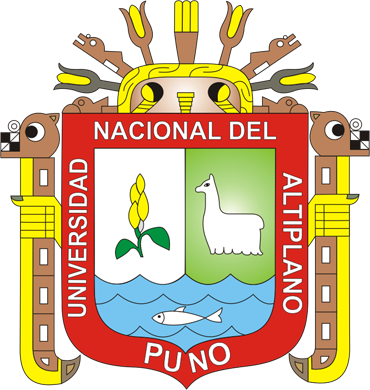 UNIVERSIDAD
NACIONAL DEL
ALTIPLANO
PUNO